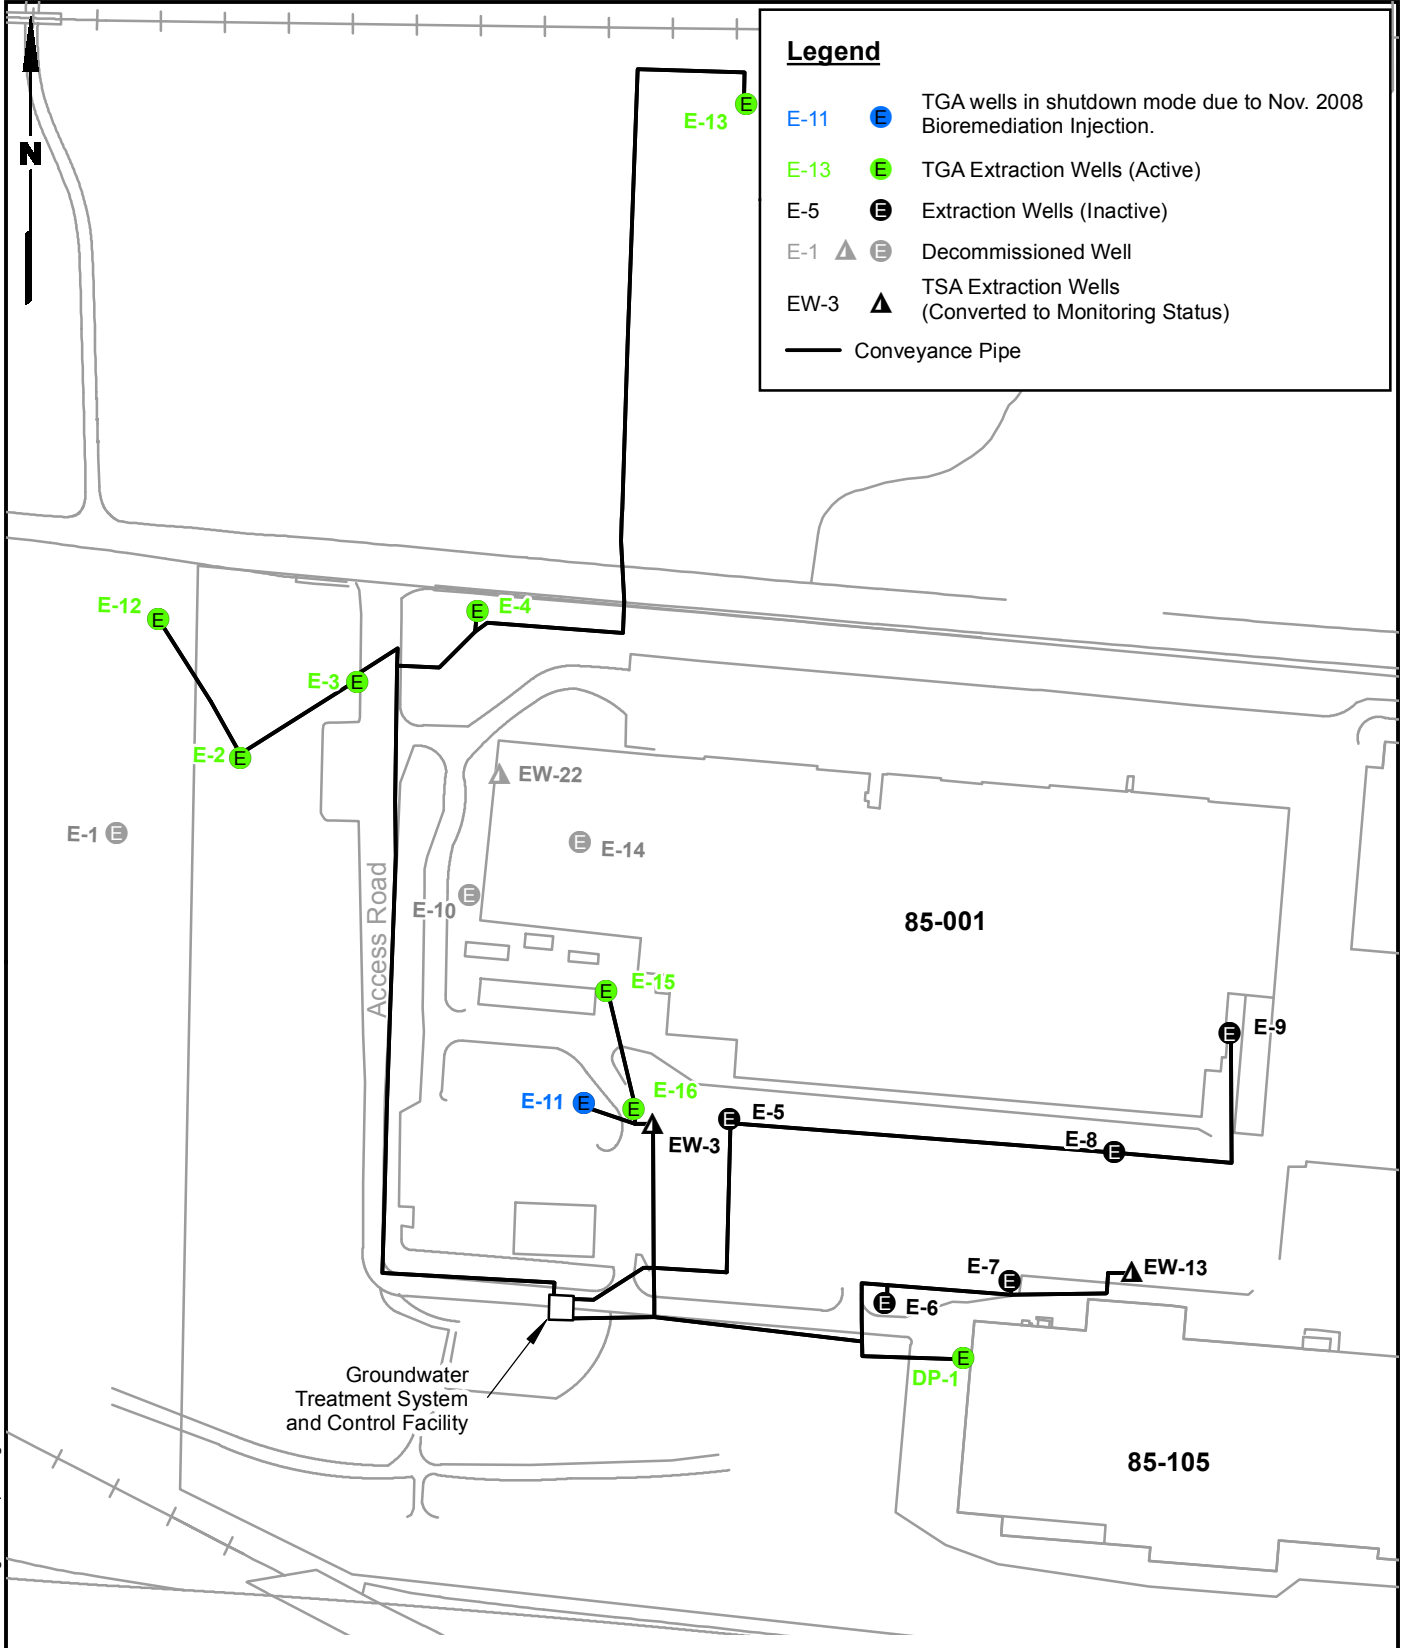 N
Legend
E-11 E TGA wells in shutdown mode due to Nov. 2008
Bioremediation Injection.
E-13 E TGA Extraction Wells (Active)
E-5 E Extraction Wells (Inactive)
E-1 E Decommissioned Well
EW-3 TSA Extraction Wells
(Converted to Monitoring Status)
Conveyance Pipe
E-13 E
E-12 E
E E-4
E-3 E
E-2 E
EW-22
E-1 E
E E-14
E-10 E
85-001
Access Road
E E-15
E E-9
E-11 E
E E-16
EW-3
E E-5
E-8 E
E-7 E
EW-13
E E-6
E
DP-1
Groundwater
Treatment System
and Control Facility
85-105